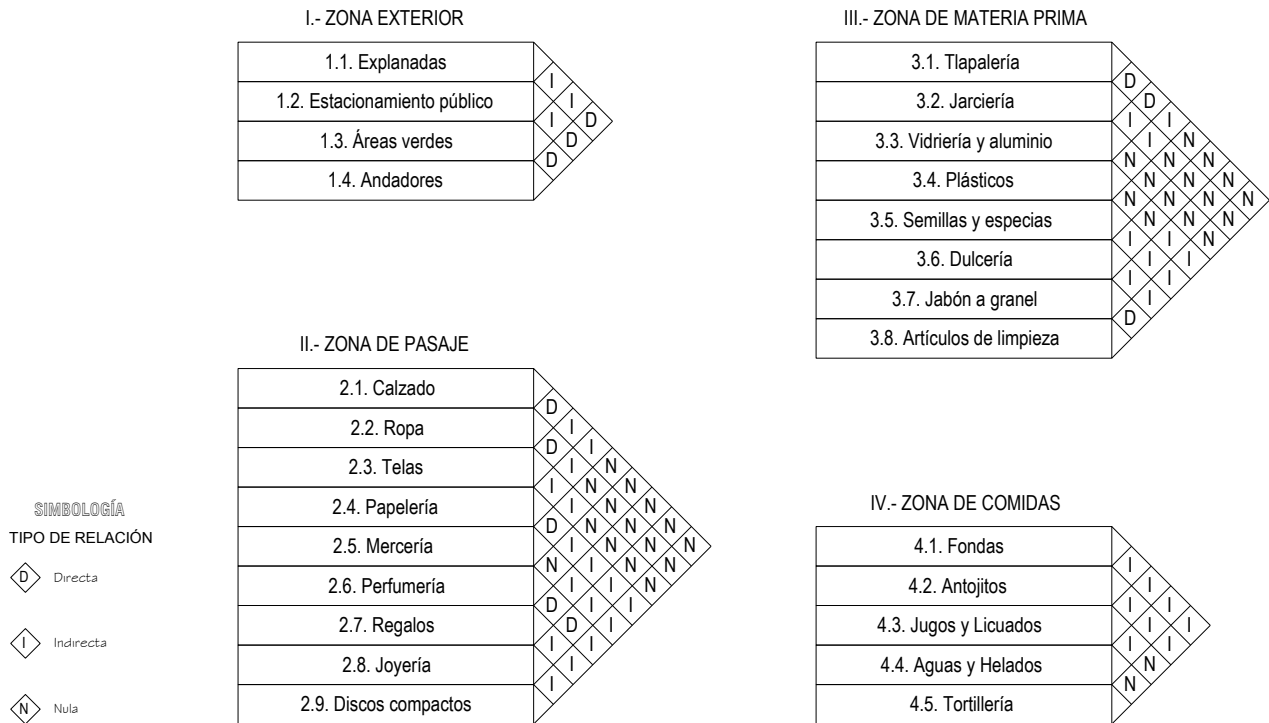 I.- ZONA EXTERIOR
1.1. Explanadas
1.2. Estacionamiento público
1.3. Áreas verdes
1.4. Andadores
I
I
I D
D
D
II.- ZONA DE PASAJE
2.1. Calzado
2.2. Ropa
2.3. Telas
2.4. Papelería
2.5. Mercería
2.6. Perfumería
2.7. Regalos
2.8. Joyería
2.9. Discos compactos
D
I
D I
I N
I N N
I N N
D N N N
I N N N
N I N N
I I N
D I I
D I
I I
I
I
III.- ZONA DE MATERIA PRIMA
3.1. Tlapalería
3.2. Jarciería
3.3. Vidriería y aluminio
3.4. Plásticos
3.5. Semillas y especias
3.6. Dulcería
3.7. Jabón a granel
3.8. Artículos de limpieza
D
D
I I
I N
N N N
N N N
N N N N
N N N
I I N
I I
I I
I
D
IV.- ZONA DE COMIDAS
4.1. Fondas
4.2. Antojitos
4.3. Jugos y Licuados
4.4. Aguas y Helados
4.5. Tortillería
I
I
I I
I I
I I
N
N
SIMBOLOGÍA
TIPO DE RELACIÓN
D Directa
I Indirecta
N Nula